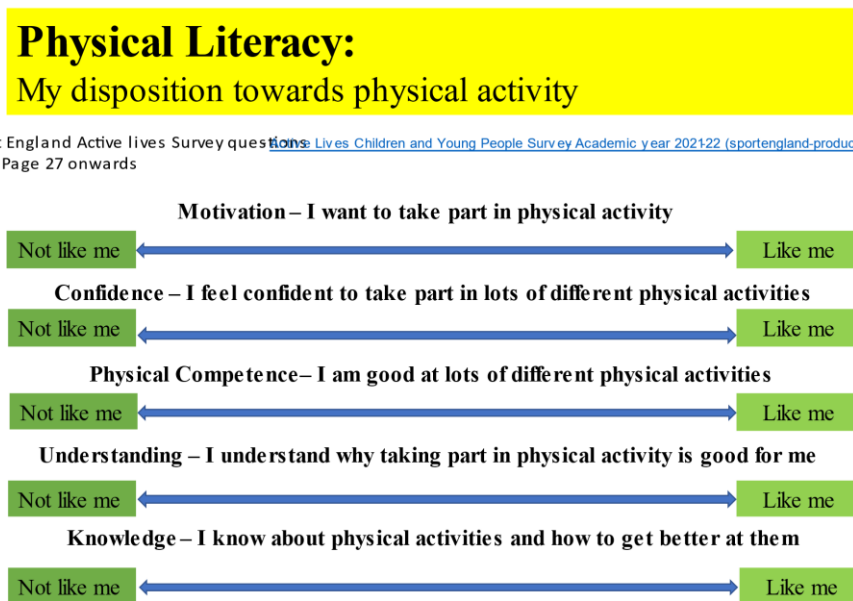 Physical Literacy:
My disposition towards physical activity
England Active lives Survey questions Active Lives Children and Young People Survey Academic year 2021-22 (sportengland-produc
Page 27 onwards
Motivation – I want to take part in physical activity
Not like me Like me
Confidence – I feel confident to take part in lots of different physical activities
Not like me Like me
Physical Competence– I am good at lots of different physical activities
Not like me Like me
Understanding – I understand why taking part in physical activity is good for me
Not like me Like me
Knowledge – I know about physical activities and how to get better at them
Not like me Like me